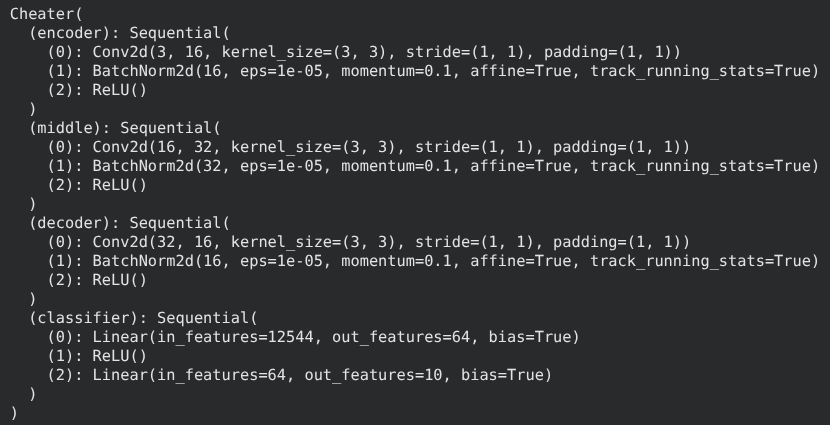 Cheater(
  (encoder): Sequential(
    (0): Conv2d(3, 16, kernel_size=(3, 3), stride=(1, 1), padding=(1, 1))
    (1): BatchNorm2d(16, eps=1e-05, momentum=0.1, affine=True, track_running_stats=True)
    (2): ReLU()
  )
  (middle): Sequential(
    (0): Conv2d(16, 32, kernel_size=(3, 3), stride=(1, 1), padding=(1, 1))
    (1): BatchNorm2d(32, eps=1e-05, momentum=0.1, affine=True, track_running_stats=True)
    (2): ReLU()
  )
  (decoder): Sequential(
    (0): Conv2d(32, 16, kernel_size=(3, 3), stride=(1, 1), padding=(1, 1))
    (1): BatchNorm2d(16, eps=1e-05, momentum=0.1, affine=True, track_running_stats=True)
    (2): ReLU()
  )
  (classifier): Sequential(
    (0): Linear(in_features=12544, out_features=64, bias=True)
    (1): ReLU()
    (2): Linear(in_features=64, out_features=10, bias=True)
  )
)